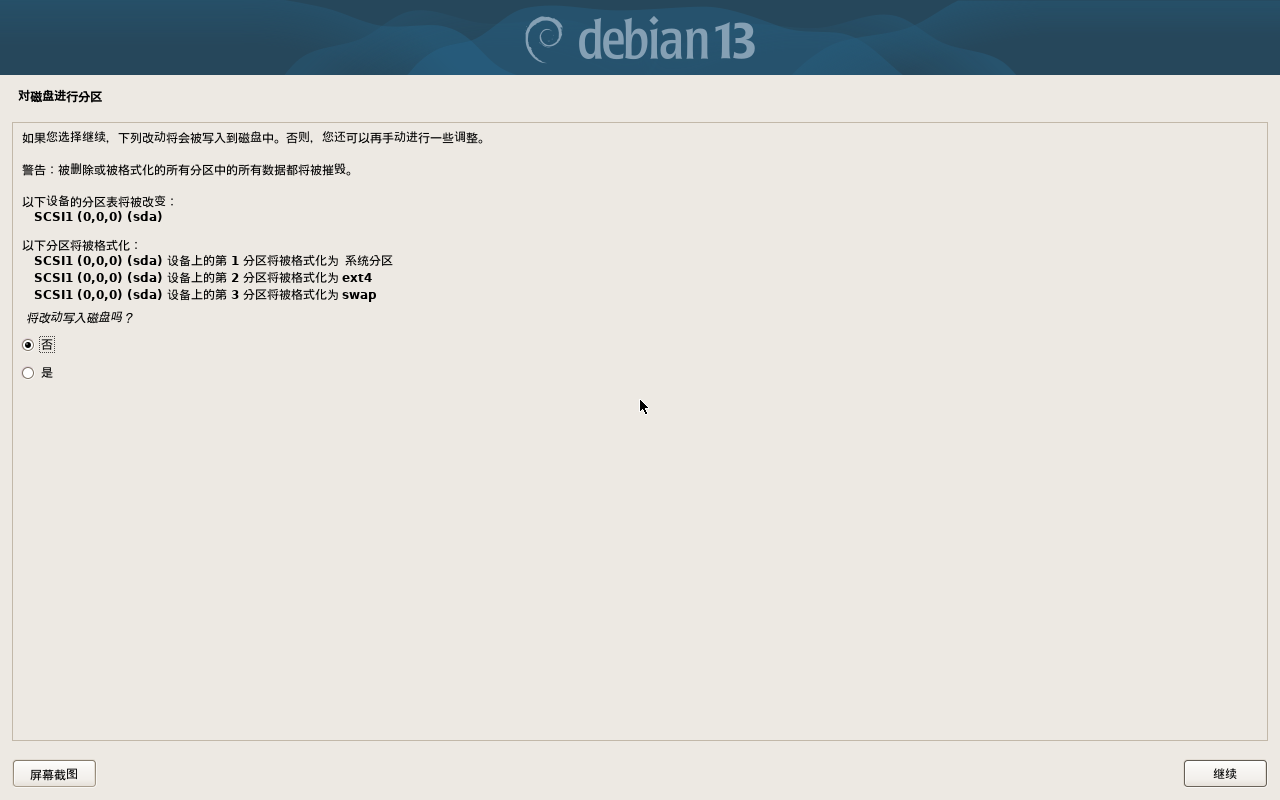 debian 13
对磁盘进行分区
如果您选择继续，下列改动将会被写入到磁盘中。否则，您还可以再手动进行一些调整。
警告：被删除或被格式化的所有分区中的所有数据都将被摧毁。
以下设备的分区表将被改变：
SCSI1 (0,0,0) (sda)
以下分区将被格式化：
SCSI1 (0,0,0) (sda) 设备上的第 1 分区将被格式化为 系统分区
SCSI1 (0,0,0) (sda) 设备上的第 2 分区将被格式化为 ext4
SCSI1 (0,0,0) (sda) 设备上的第 3 分区将被格式化为 swap
将改动写入磁盘吗？
否
是
屏幕截图 继续